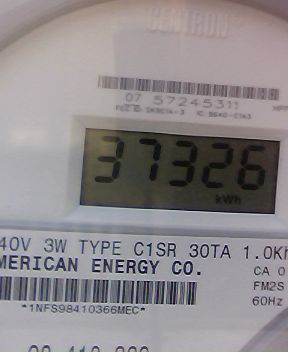 CENTRON
07 57245311
37326
kWh
40V 3W TYPE C1SR 30TA 1.0Kh
MERICAN ENERGY CO.
CA 0
FM2S
60Hz
*1NFS98410366MEC*